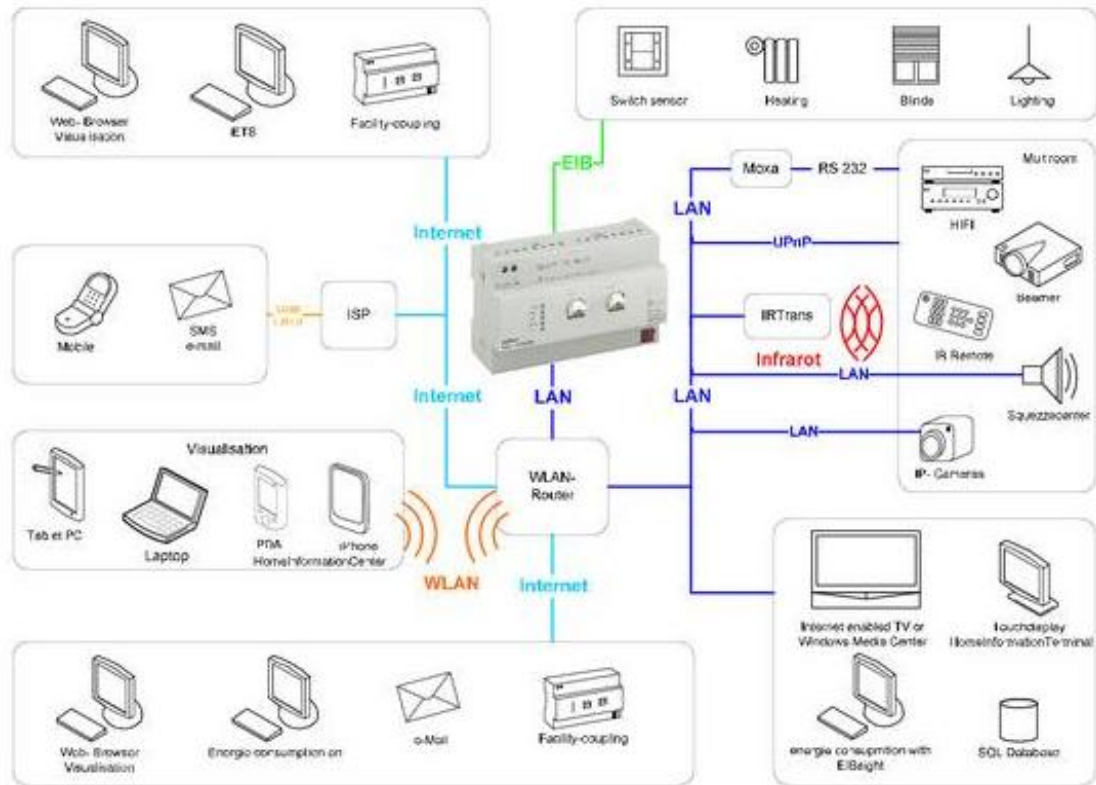 Web- Browser
Visualisation
iETS
Facility-coupling
Switch sensor
Heating
Blinds
Lighting
EIB
Internet
Moxa
RS 232
LAN
UPnP
Multiroom
HIFI
Beamer
Mobile
SMS
e-mail
ISP
IRTrans
Infrarot
IR Remote
LAN
Squeezecenter
Internet
LAN
LAN
LAN
IP- Cameras
Visualisation
Tablet PC
Laptop
PDA
iPhone
HomeInformationCenter
WLAN
WLAN-
Router
Internet
Internet enabled TV or
Windows Media Center
Touchdisplay
HomeInformationTerminal
Web- Browser
Visualisation
Energie consumption on
e-Mail
Facility-coupling
energie consupmtion with
EIBsight
SQL Database